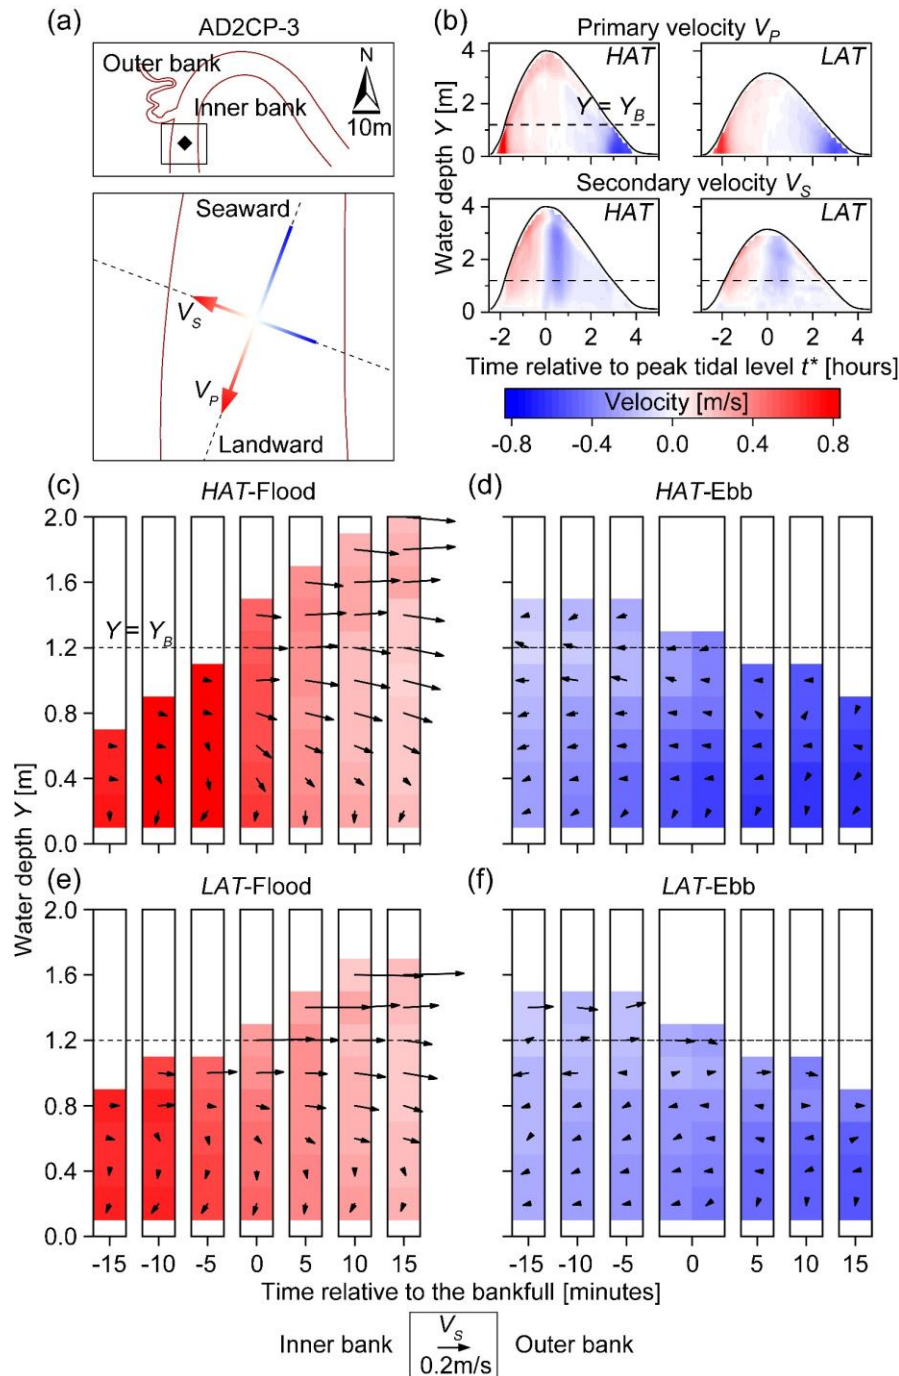 (a) AD2CP-3
Outer bank
Inner bank
N
10m
Seaward
V_S
V_P
Landward
(b) Primary velocity V_P
HAT
LAT
Y = Y_B
4
2
0
Secondary velocity V_S
HAT
LAT
4
2
0
Water depth Y [m]
-2 0 2 4 -2 0 2 4
Time relative to peak tidal level t* [hours]
Velocity [m/s]
-0.8 -0.4 0.0 0.4 0.8
(c) HAT-Flood
2.0
1.6
Y = Y_B
1.2
0.8
0.4
0.0
(d) HAT-Ebb
Water depth Y [m]
(e) LAT-Flood
2.0
1.6
1.2
0.8
0.4
0.0
-15 -10 -5 0 5 10 15
(f) LAT-Ebb
-15 -10 -5 0 5 10 15
Time relative to the bankfull [minutes]
Inner bank
V_S
0.2m/s
Outer bank